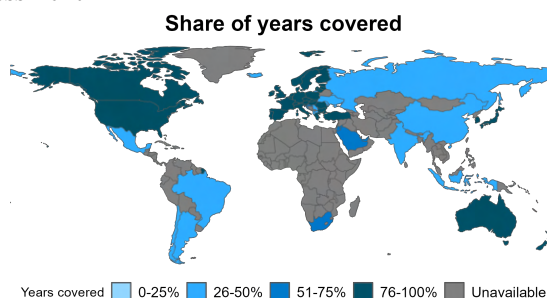 Share of years covered
Years covered 0-25% 26-50% 51-75% 76-100% Unavailable